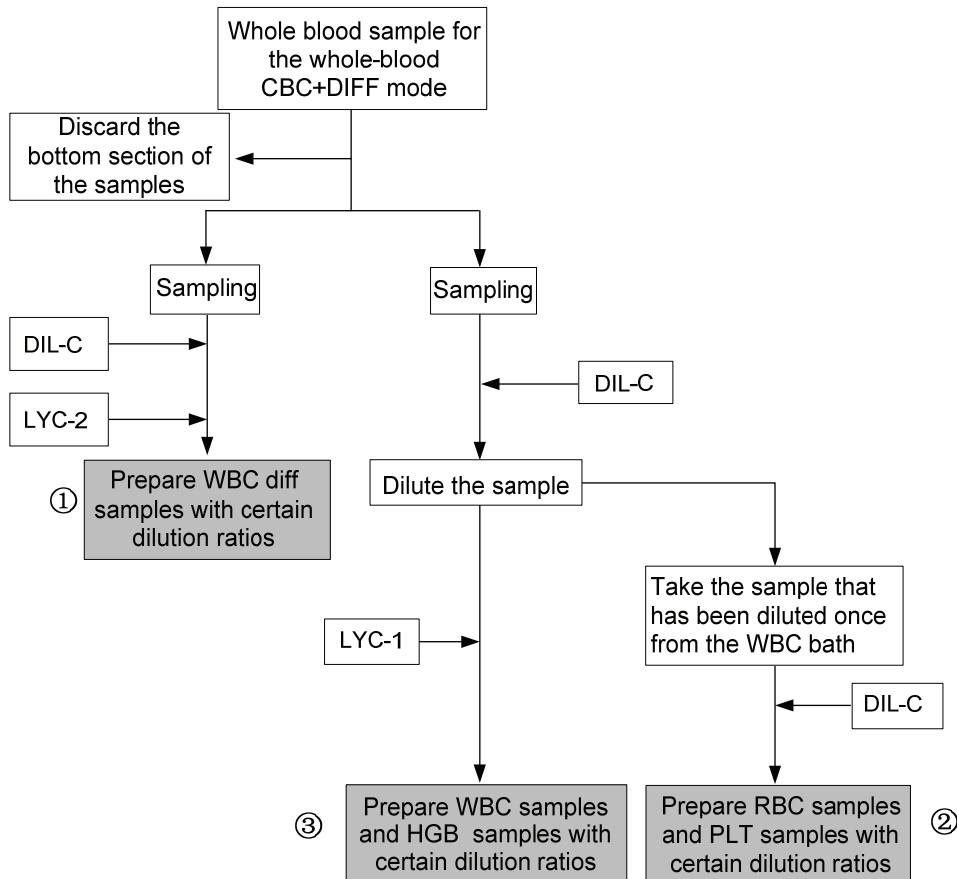 Whole blood sample for
the whole-blood
CBC+DIFF mode
Discard the
bottom section of
the samples
Sampling
Sampling
DIL-C
DIL-C
LYC-2
①
Prepare WBC diff
samples with certain
dilution ratios
Dilute the sample
Take the sample that
has been diluted once
from the WBC bath
LYC-1
DIL-C
③
Prepare WBC samples
and HGB samples with
certain dilution ratios
Prepare RBC samples
and PLT samples with
certain dilution ratios
②